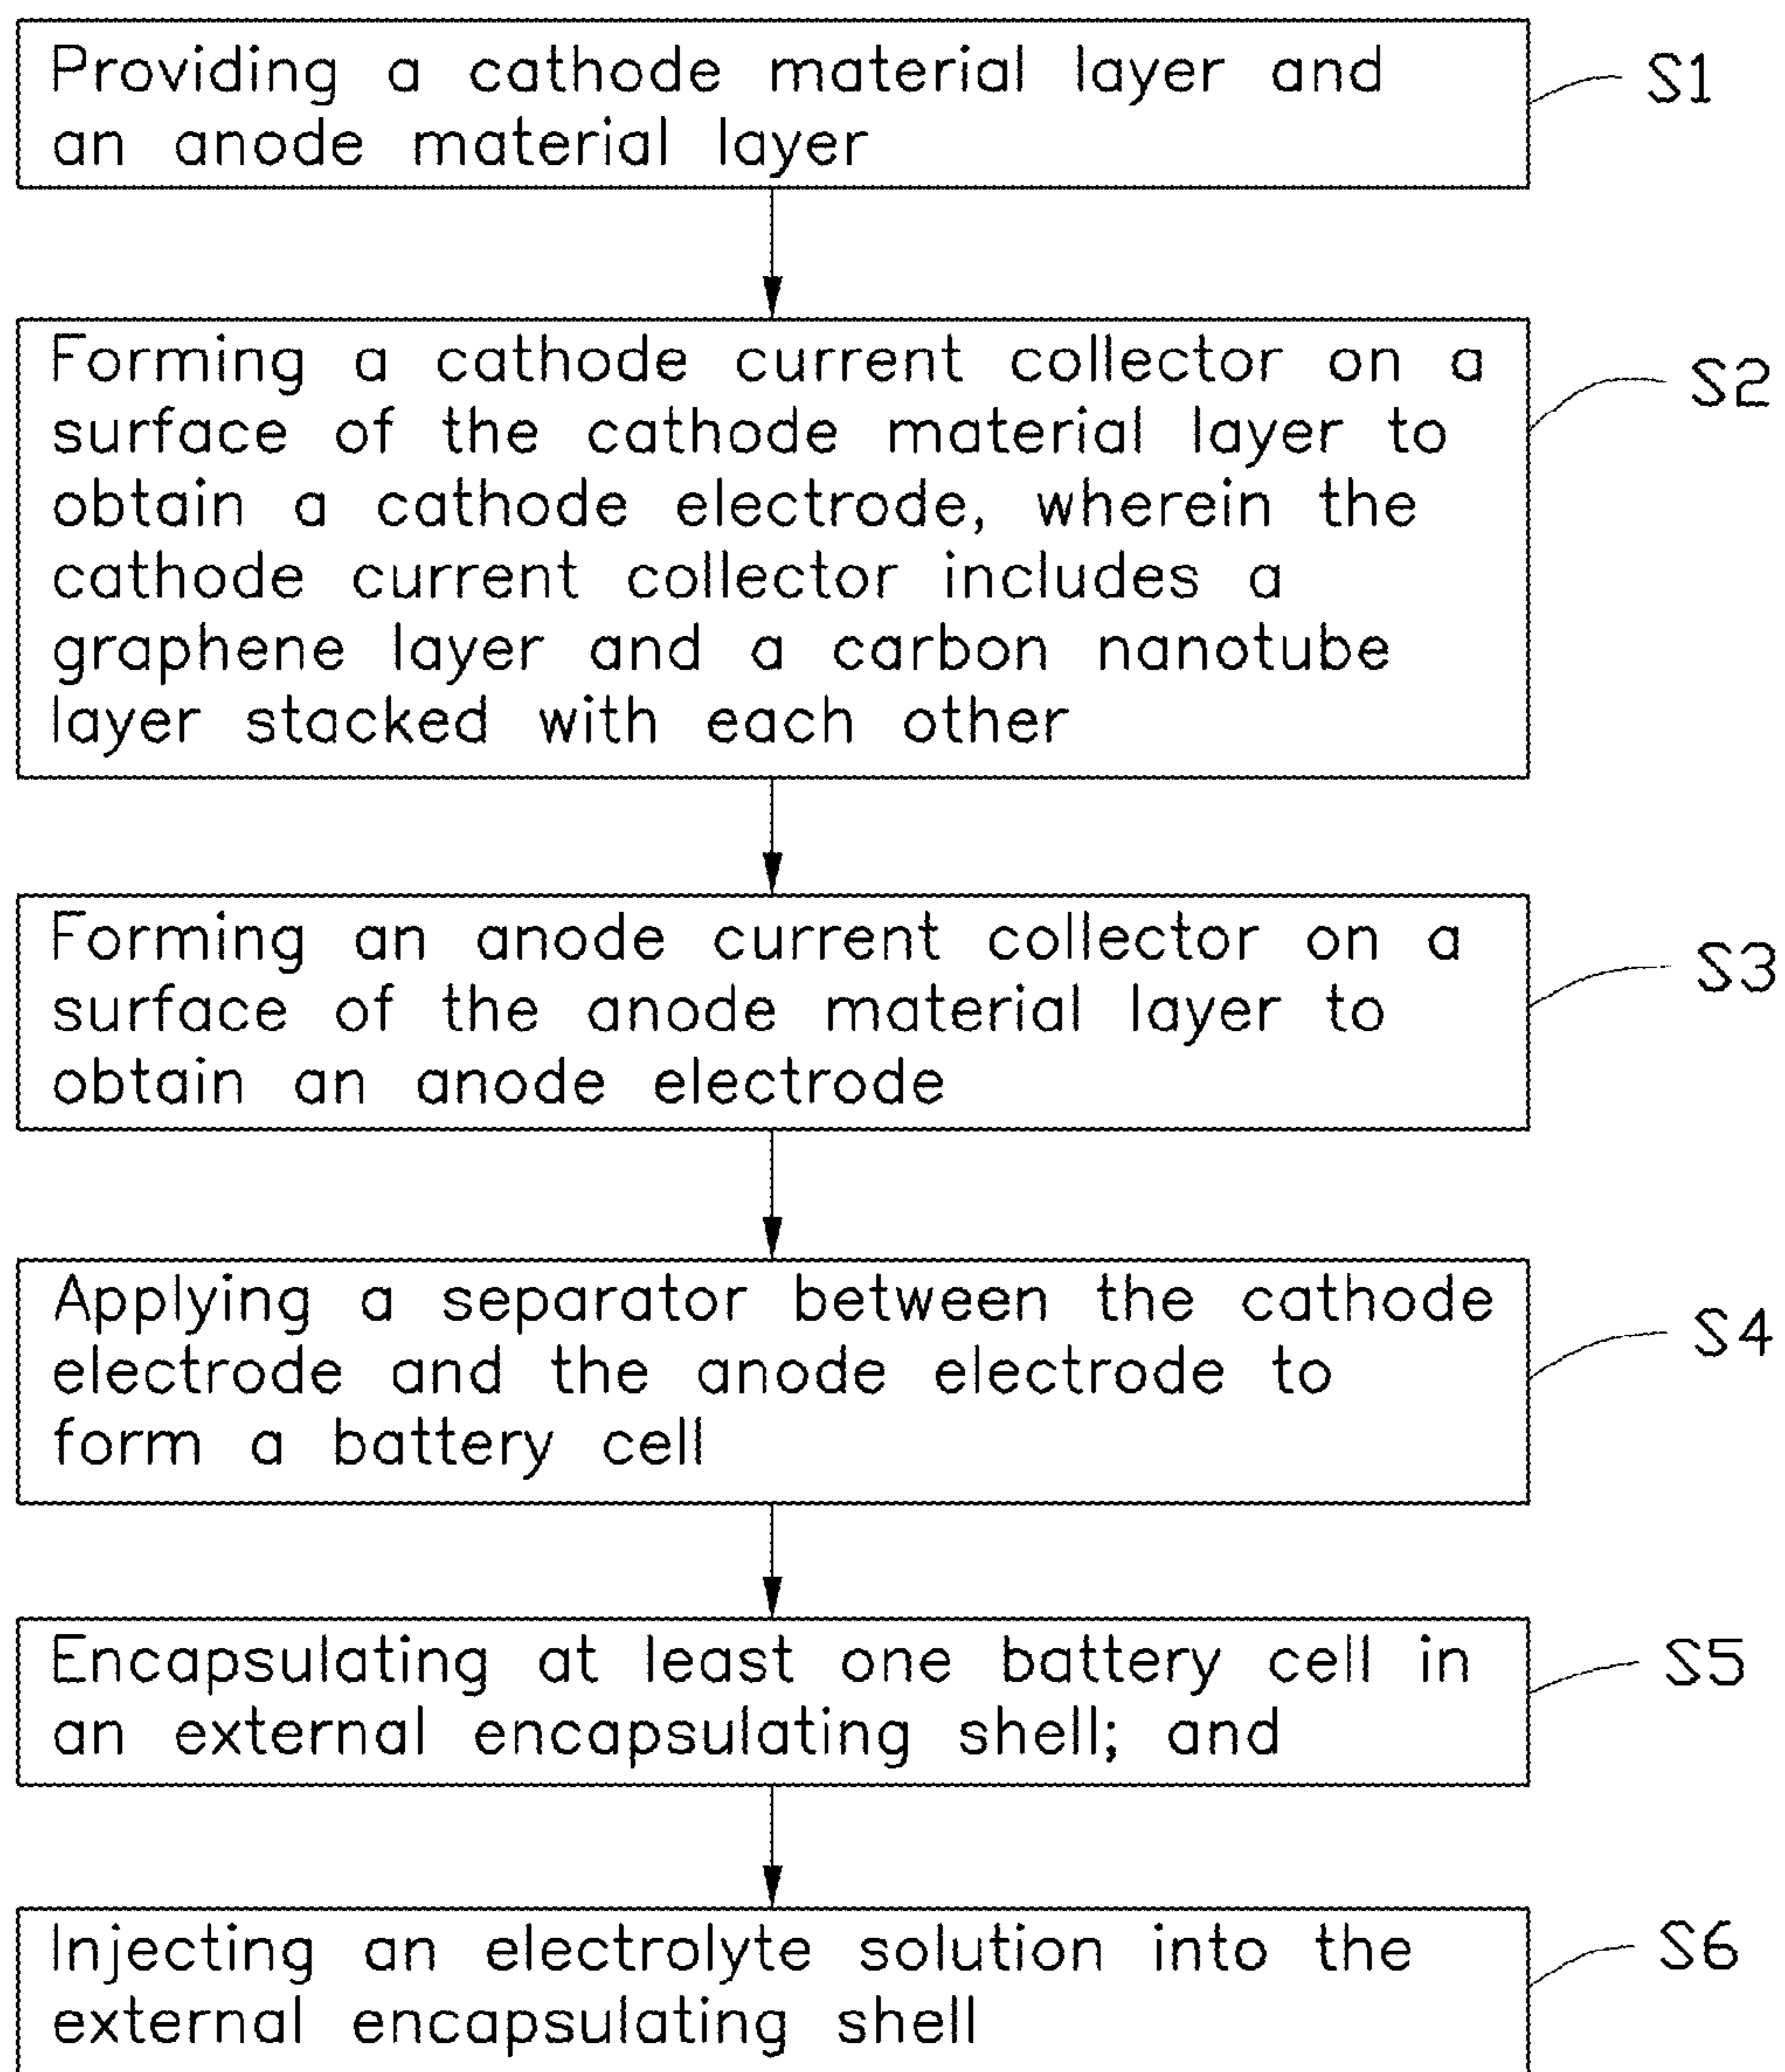 Providing a cathode material layer and
an anode material layer
S1
Forming a cathode current collector on a
surface of the cathode material layer to
obtain a cathode electrode, wherein the
cathode current collector includes a
graphene layer and a carbon nanotube
layer stacked with each other
S2
Forming an anode current collector on a
surface of the anode material layer to
obtain an anode electrode
S3
Applying a separator between the cathode
electrode and the anode electrode to
form a battery cell
S4
Encapsulating at least one battery cell in
an external encapsulating shell; and
S5
Injecting an electrolyte solution into the
external encapsulating shell
S6